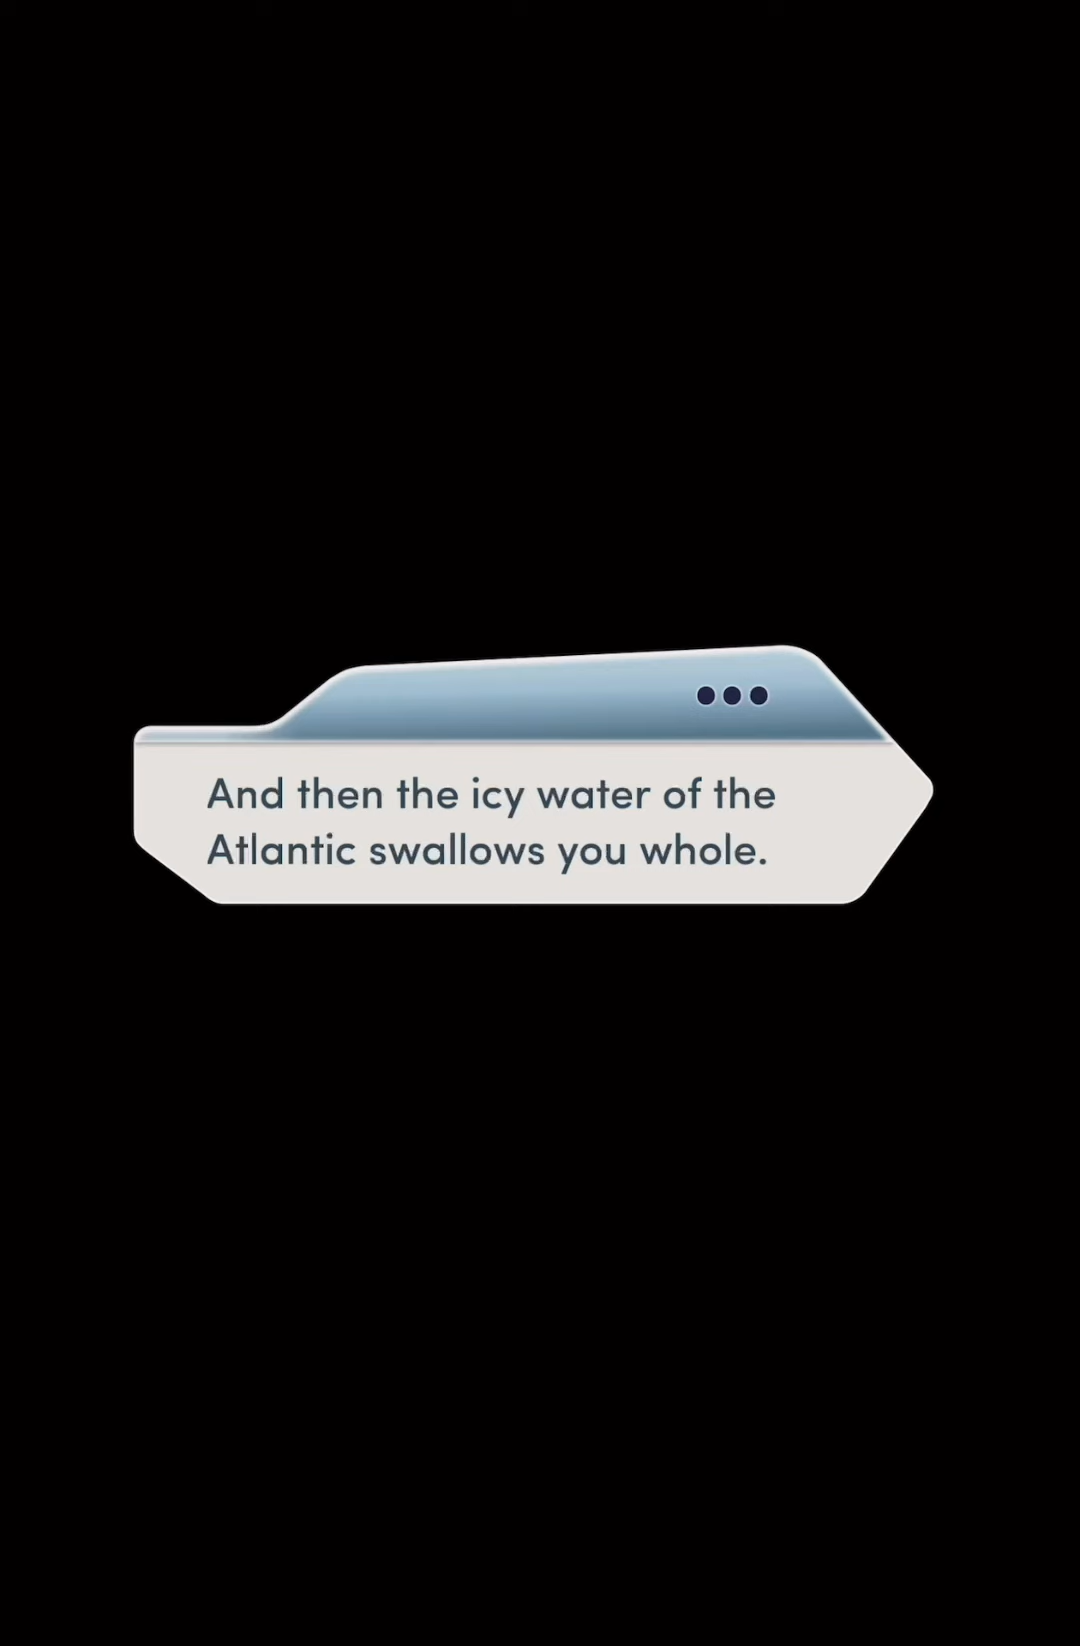 And then the icy water of the
Atlantic swallows you whole.